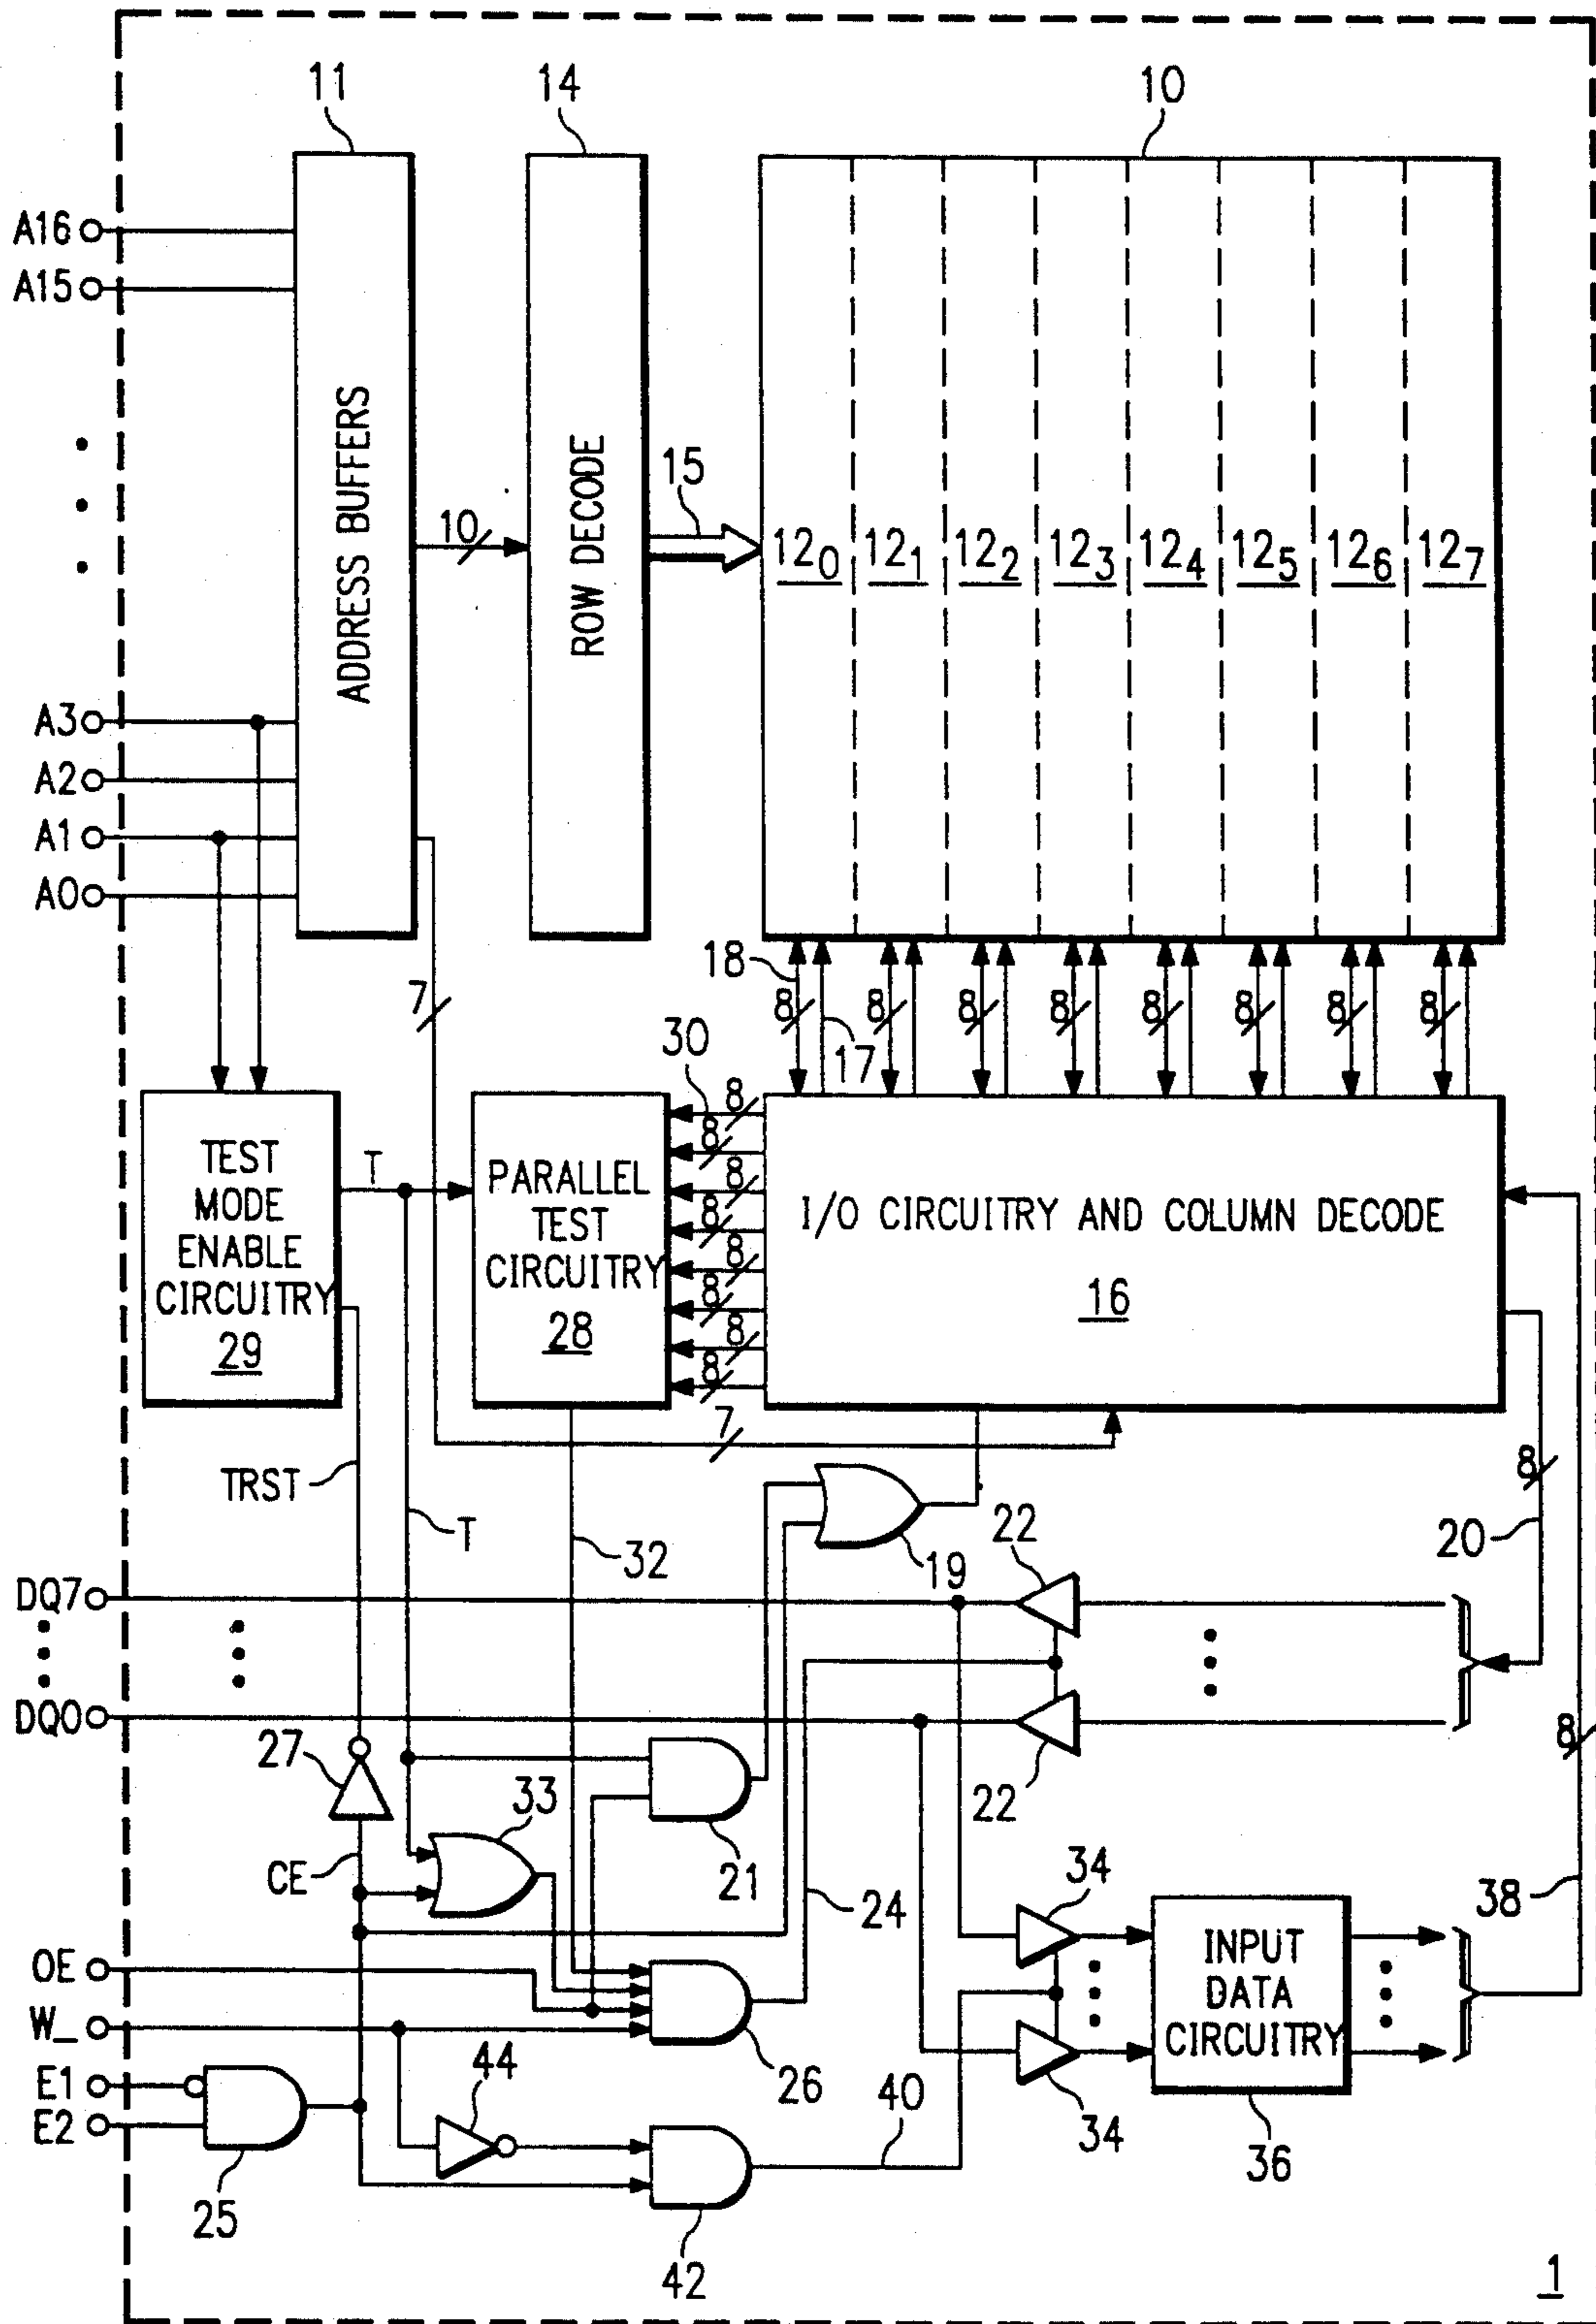 11
14
10
A16
A15
ADDRESS BUFFERS
10
ROW DECODE
15
12₀
12₁
12₂
12₃
12₄
12₅
12₆
12₇
A3
A2
A1
A0
7
18
8
8
8
8
8
8
8
8
17
30
TEST
MODE
ENABLE
CIRCUITRY
29
T
PARALLEL
TEST
CIRCUITRY
28
8
8
8
8
8
8
8
8
I/O CIRCUITRY AND COLUMN DECODE
16
7
TRST
T
32
19
22
8
20
DQ7
DQ0
27
33
21
22
8
CE
24
34
38
OE
W_
E1
E2
26
INPUT
DATA
CIRCUITRY
44
40
34
36
25
42
1